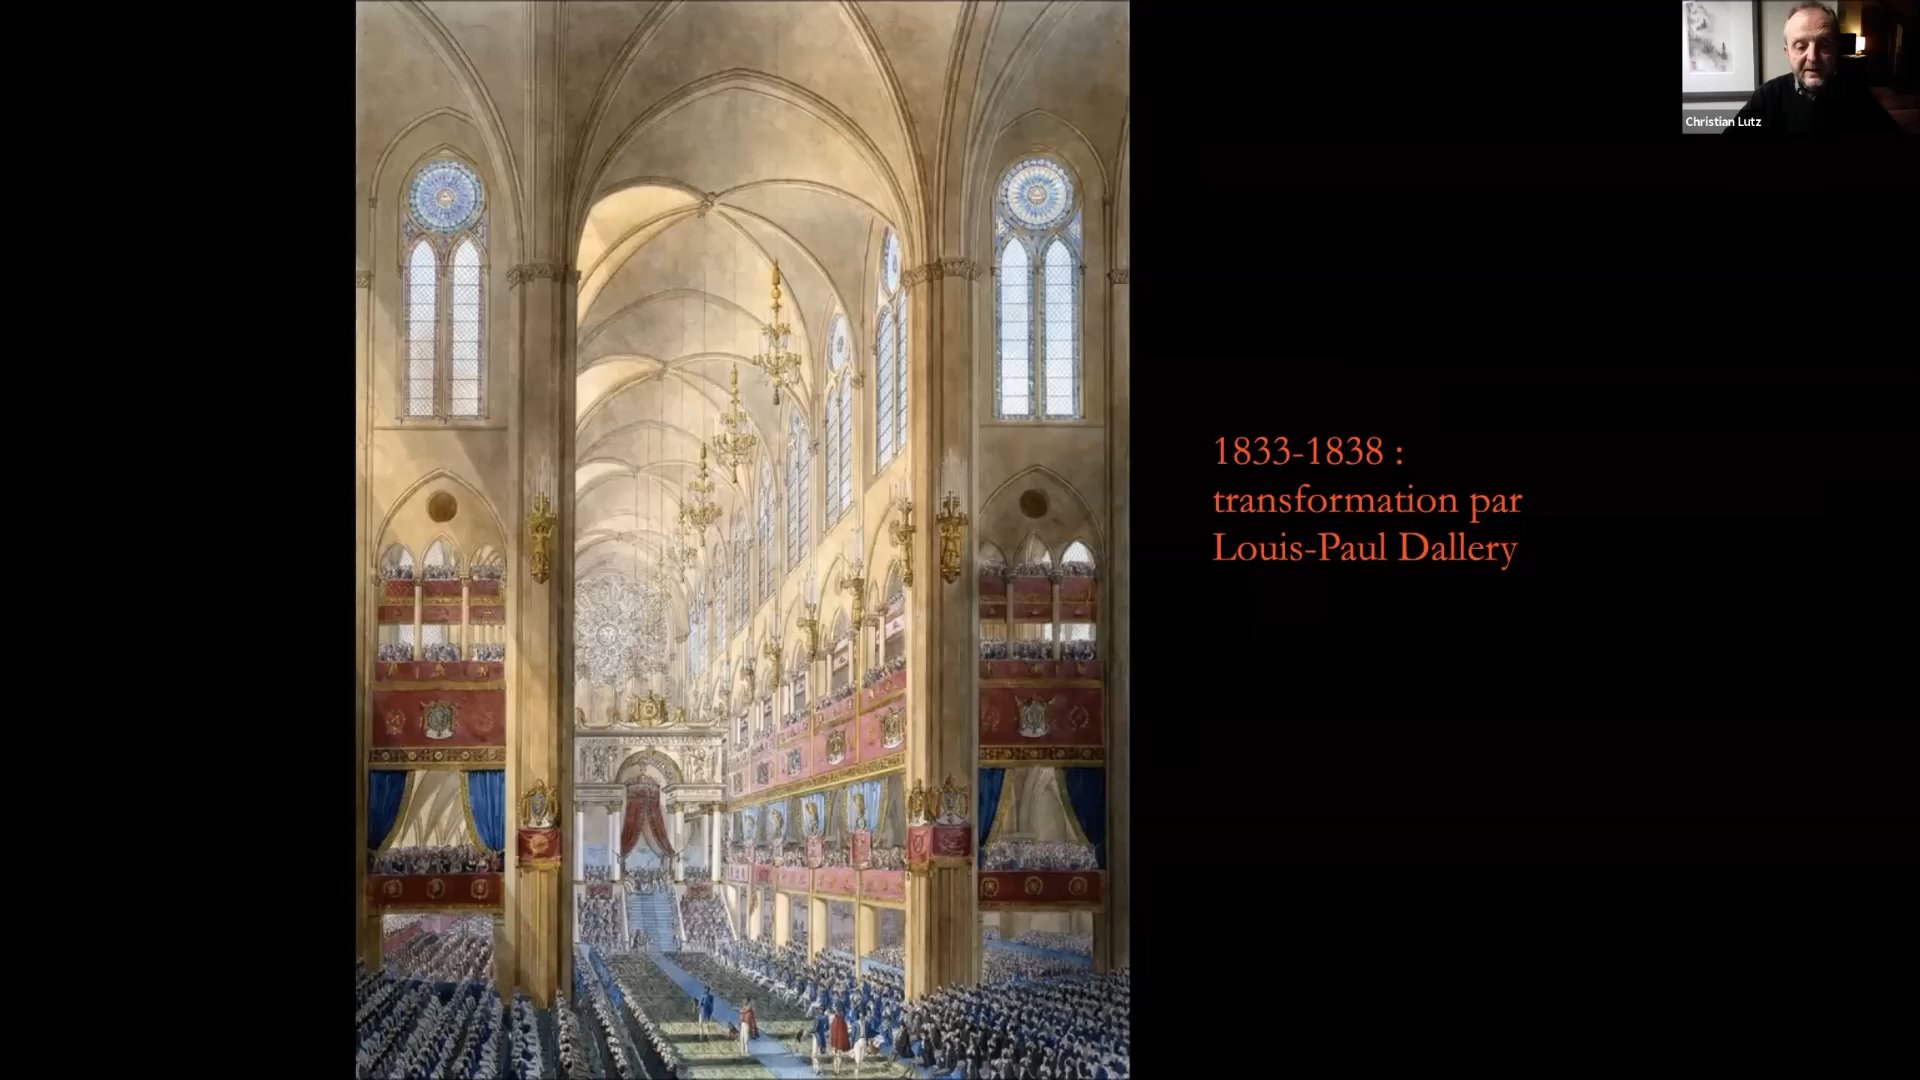 Christian Lutz
1833-1838 :
transformation par
Louis-Paul Dallery